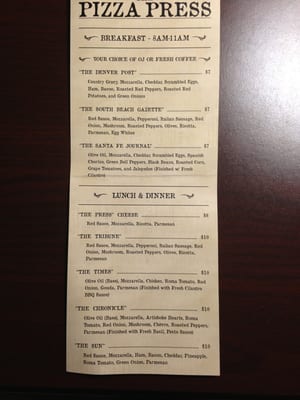 PIZZA PRESS
BREAKFAST - 8AM-11AM
YOUR CHOICE OF OJ OR FRESH COFFEE
"THE DENVER POST" $7
Country Gravy, Mozzarella, Cheddar, Scrambled Eggs,
Ham, Bacon, Roasted Red Peppers, Roasted Red
Potatoes, and Green Onions
"THE SOUTH BEACH GAZETTE" $7
Red Sauce, Mozzarella, Pepperoni, Italian Sausage, Red
Onion, Mushroom, Roasted Peppers, Olives, Ricotta,
Parmesan, Egg Whites
"THE SANTA FE JOURNAL" $7
Olive Oil, Mozzarella, Cheddar, Scrambled Eggs, Spanish
Chorizo, Green Bell Peppers, Black Beans, Roasted Corn,
Grape Tomatoes, and Jalapeños (Finished w/ Fresh
Cilantro)
LUNCH & DINNER
"THE PRESS" CHEESE $8
Red Sauce, Mozzarella, Ricotta, Parmesan
"THE TRIBUNE" $10
Red Sauce, Mozzarella, Pepperoni, Italian Sausage, Red
Onion, Mushroom, Roasted Peppers, Olives, Ricotta,
Parmesan
"THE TIMES" $10
Olive Oil (Base), Mozzarella, Chicken, Roma Tomato, Red
Onion, Gouda, Parmesan (Finished with Fresh Cilantro
BBQ Sauce)
"THE CHRONICLE" $10
Olive Oil (Base), Mozzarella, Artichoke Hearts, Roma
Tomato, Red Onion, Mushroom, Chèvre, Roasted Peppers,
Parmesan (Finished with Fresh Basil, Pesto Sauce)
"THE SUN" $10
Red Sauce, Mozzarella, Ham, Bacon, Cheddar, Pineapple,
Roma Tomato, Green Onion, Parmesan